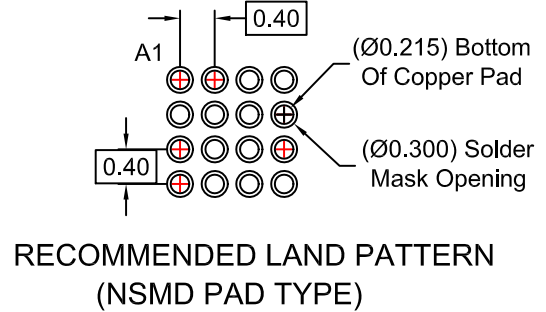 0.40
A1
(Ø0.215) Bottom
Of Copper Pad
(Ø0.300) Solder
Mask Opening
0.40
RECOMMENDED LAND PATTERN
(NSMD PAD TYPE)